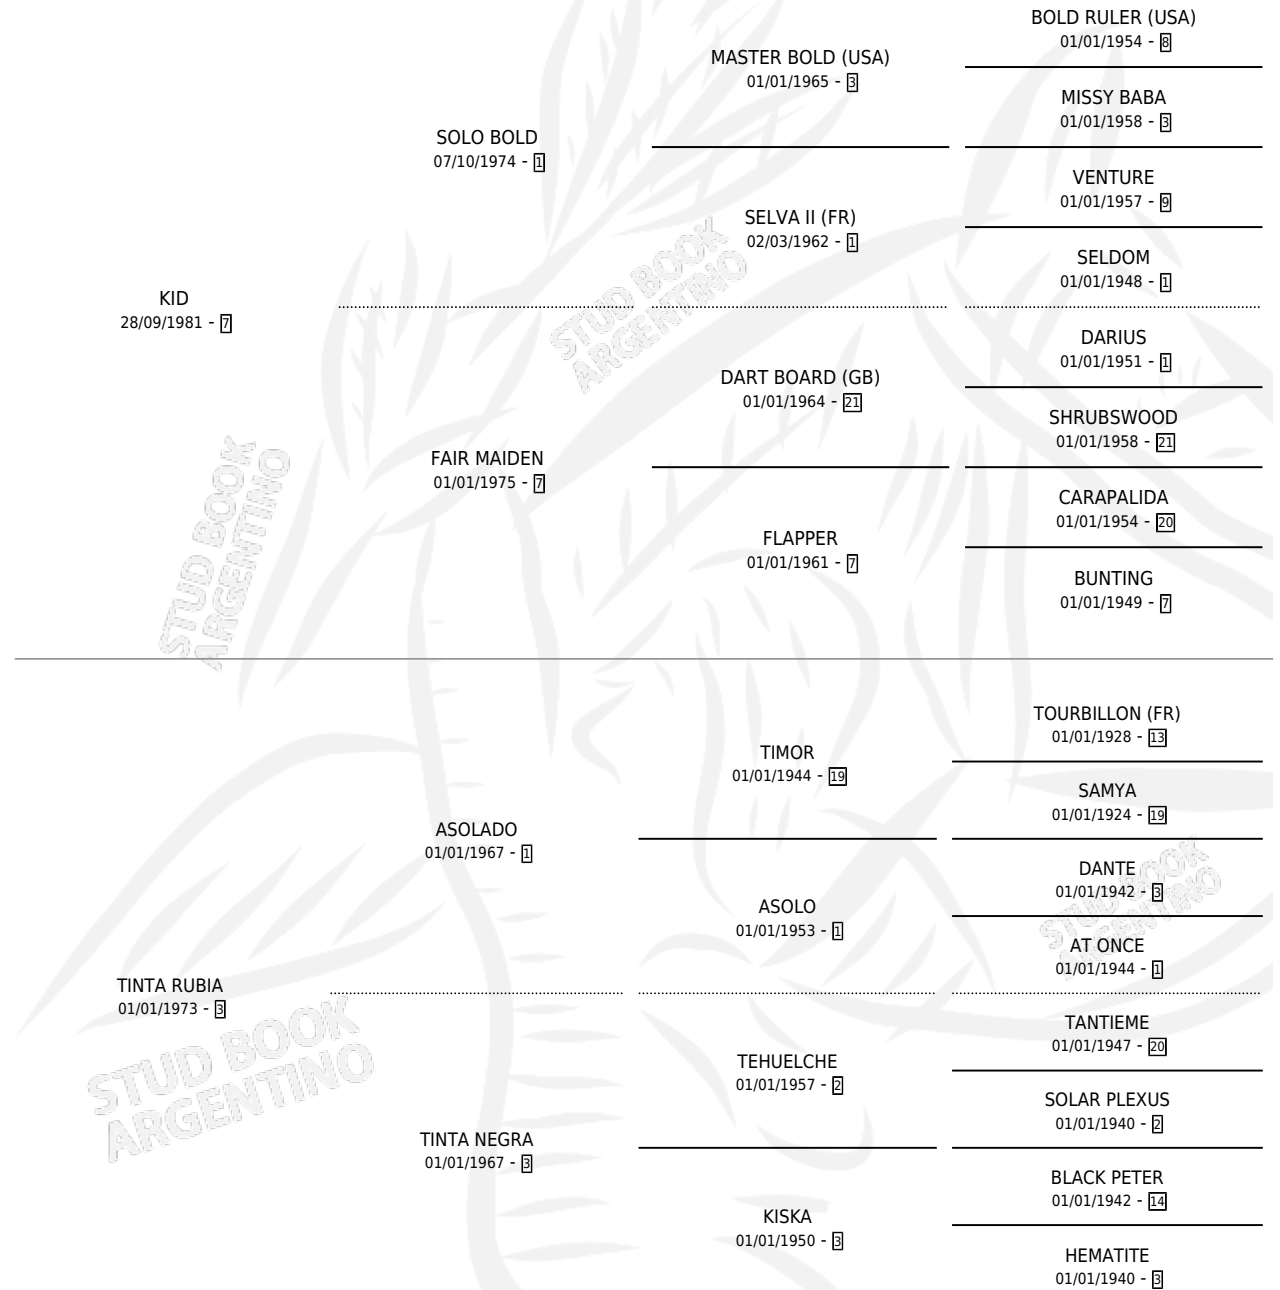 BOLD RULER (USA)
01/01/1954 - 8
MASTER BOLD (USA)
01/01/1965 - 3
MISSY BABA
01/01/1958 - 3
SOLO BOLD
07/10/1974 - 1
VENTURE
01/01/1957 - 9
SELVA II (FR)
02/03/1962 - 1
SELDOM
01/01/1948 - 1
KID
28/09/1981 - 7
DARIUS
01/01/1951 - 1
DART BOARD (GB)
01/01/1964 - 21
SHRUBSWOOD
01/01/1958 - 21
FAIR MAIDEN
01/01/1975 - 7
CARAPALIDA
01/01/1954 - 20
FLAPPER
01/01/1961 - 7
BUNTING
01/01/1949 - 7
TOURBILLON (FR)
01/01/1928 - 13
TIMOR
01/01/1944 - 19
SAMYA
01/01/1924 - 19
ASOLADO
01/01/1967 - 1
DANTE
01/01/1942 - 3
ASOLO
01/01/1953 - 1
AT ONCE
01/01/1944 - 1
TINTA RUBIA
01/01/1973 - 3
TANTIEME
01/01/1947 - 20
TEHUELCHE
01/01/1957 - 2
SOLAR PLEXUS
01/01/1940 - 2
TINTA NEGRA
01/01/1967 - 3
BLACK PETER
01/01/1942 - 14
KISKA
01/01/1950 - 3
HEMATITE
01/01/1940 - 3
STUD BOOK
ARGENTINO
STUD BOOK
ARGENTINO
STUD BOOK
ARGENTINO
STUD BOOK
ARGENTINO